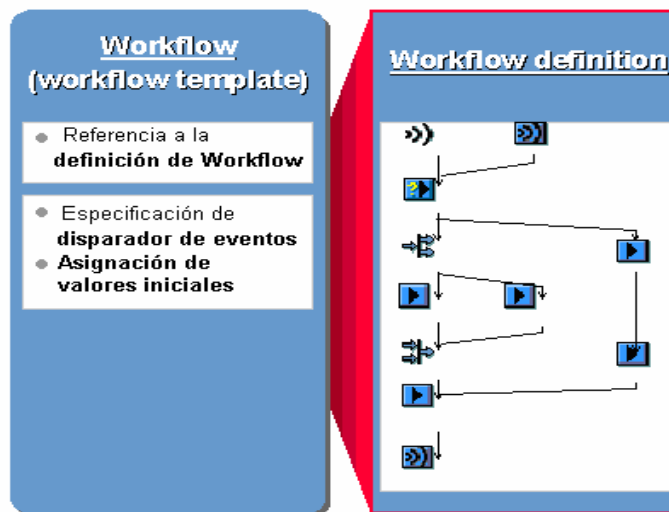 Workflow
(workflow template)
Referencia a la
definición de Workflow
Especificación de
disparador de eventos
Asignación de
valores iniciales
Workflow definition